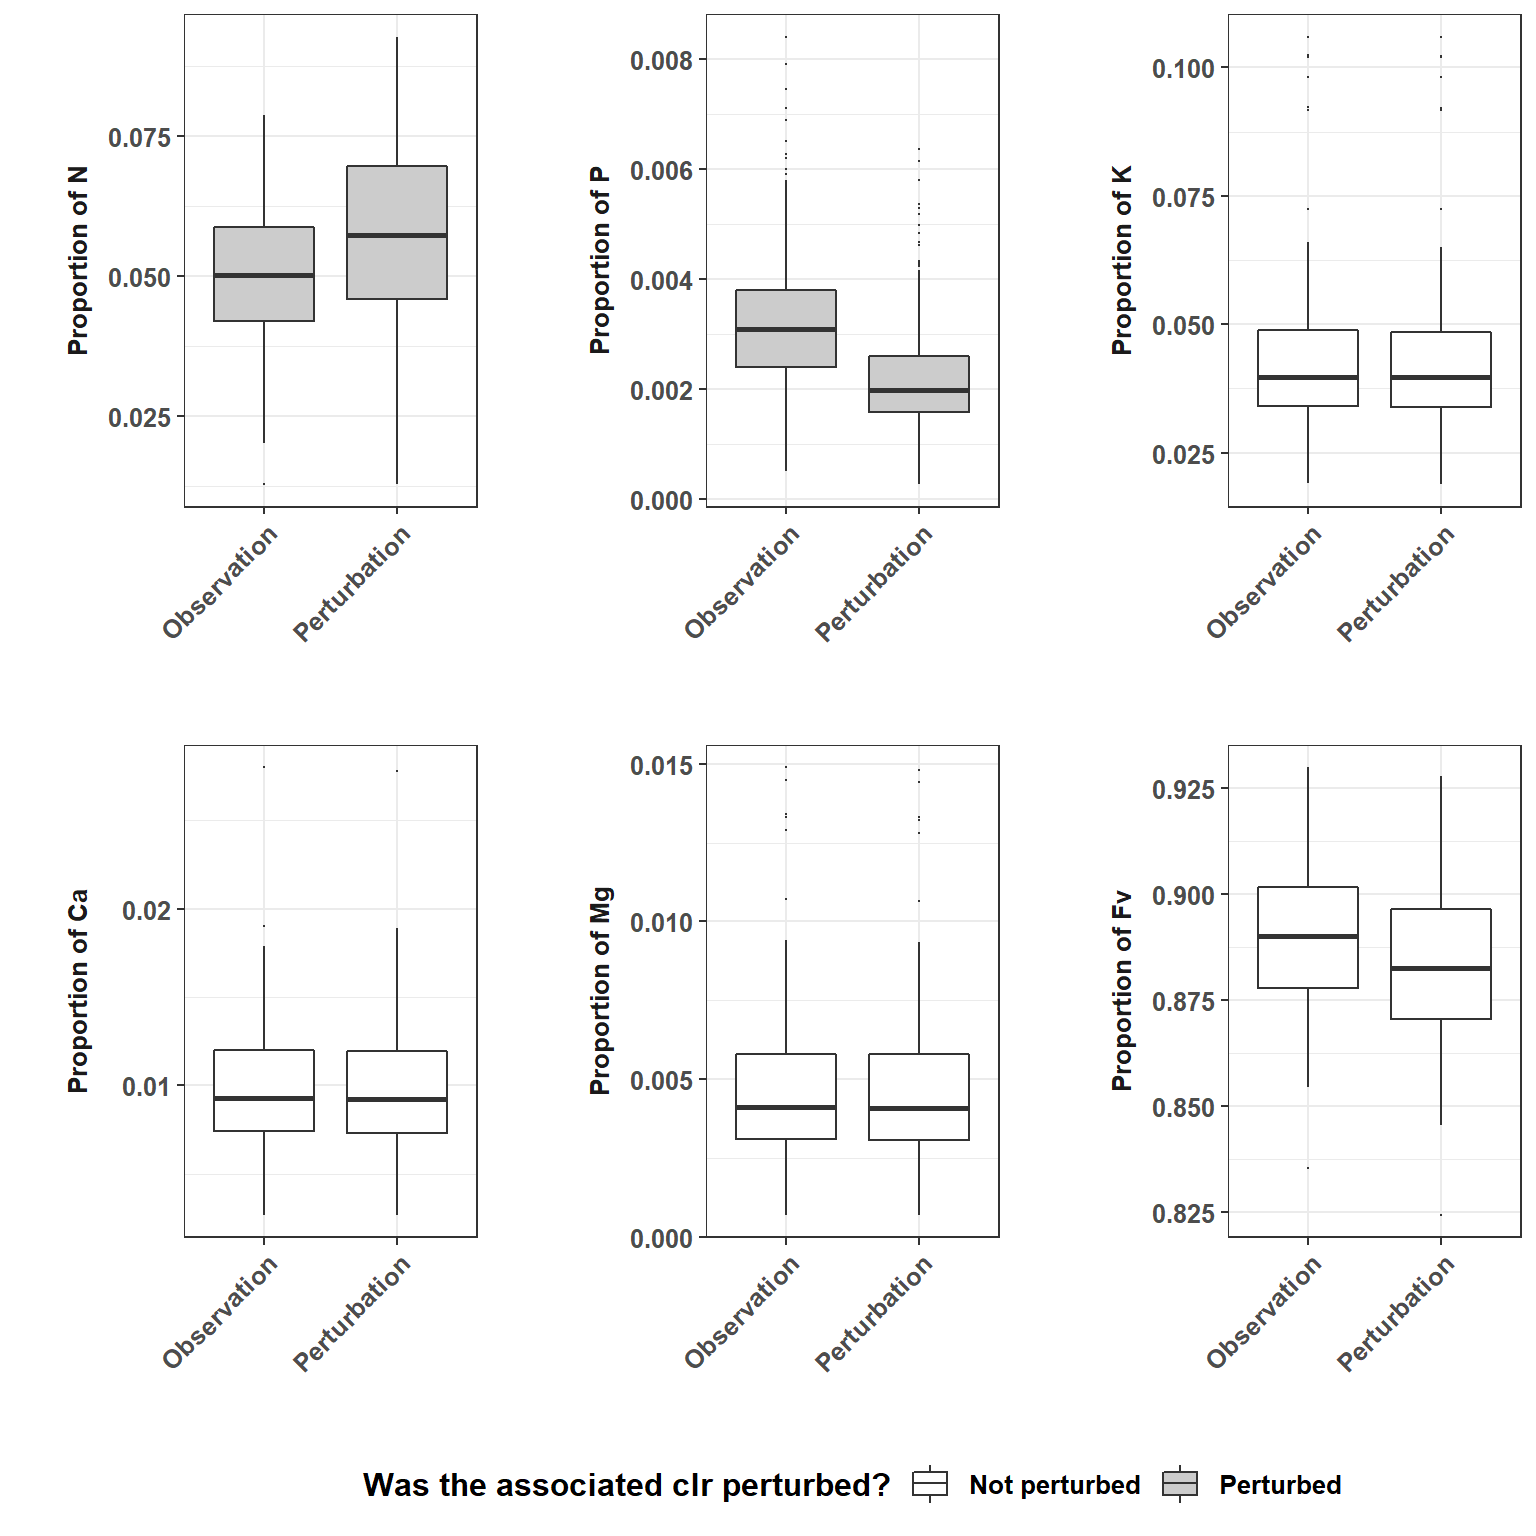 Proportion of N
0.075
0.050
0.025
Observation
Perturbation
Proportion of P
0.008
0.006
0.004
0.002
0.000
Observation
Perturbation
Proportion of K
0.100
0.075
0.050
0.025
Observation
Perturbation
Proportion of Ca
0.02
0.01
Observation
Perturbation
Proportion of Mg
0.015
0.010
0.005
0.000
Observation
Perturbation
Proportion of Fv
0.925
0.900
0.875
0.850
0.825
Observation
Perturbation
Was the associated clr perturbed? Not perturbed Perturbed